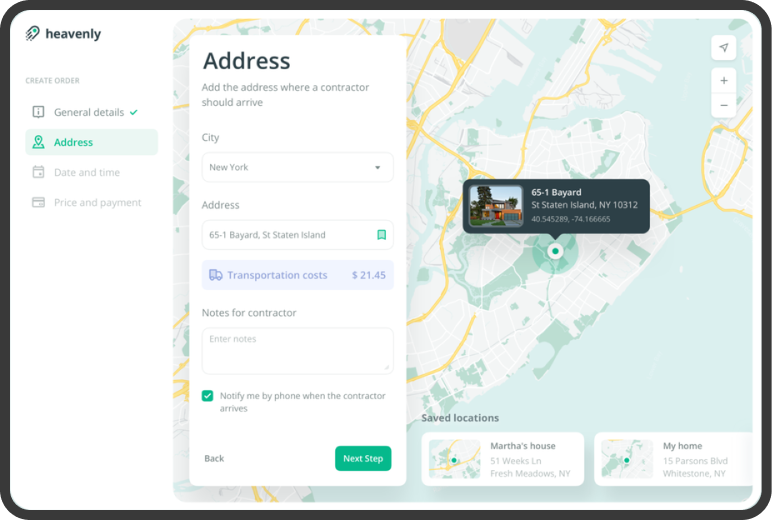 heavenly
CREATE ORDER
General details
Address
Date and time
Price and payment
Address
Add the address where a contractor
should arrive
City
New York
Address
65-1 Bayard, St Staten Island
Transportation costs $ 21.45
Notes for contractor
Enter notes
Notify me by phone when the contractor
arrives
Back Next Step
65-1 Bayard
St Staten Island, NY 10312
40.545289, -74.166665
Saved locations
Martha's house
51 Weeks Ln
Fresh Meadows, NY
My home
15 Parsons Blvd
Whitestone, NY